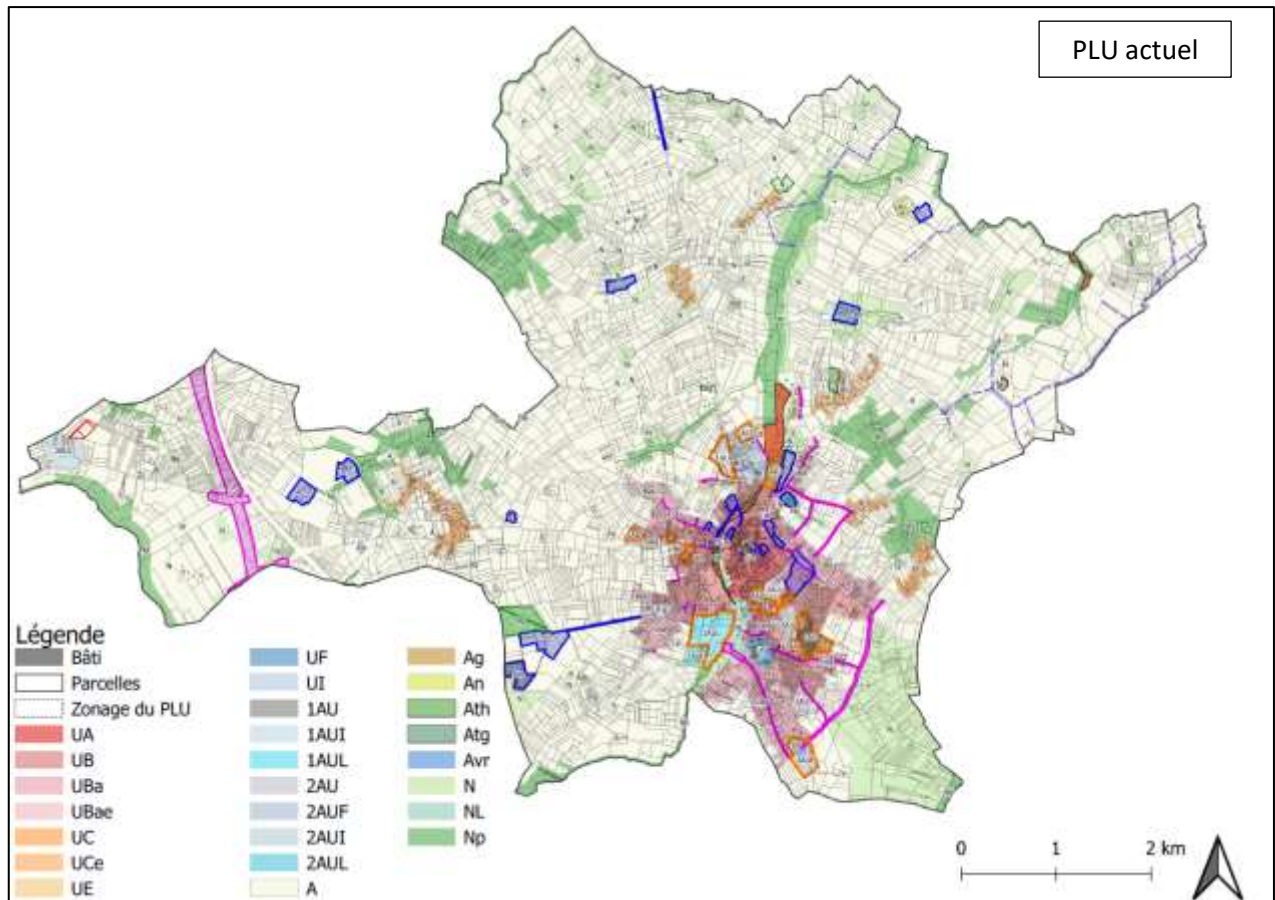 PLU actuel
Légende
Bâti
Parcelles
Zonage du PLU
UA
UB
UBa
UBae
UC
UCe
UE
UF
UI
1AU
1AUI
1AUL
2AU
2AUF
2AUI
2AUL
A
Ag
An
Ath
Atg
Avr
N
NL
Np
0 1 2 km